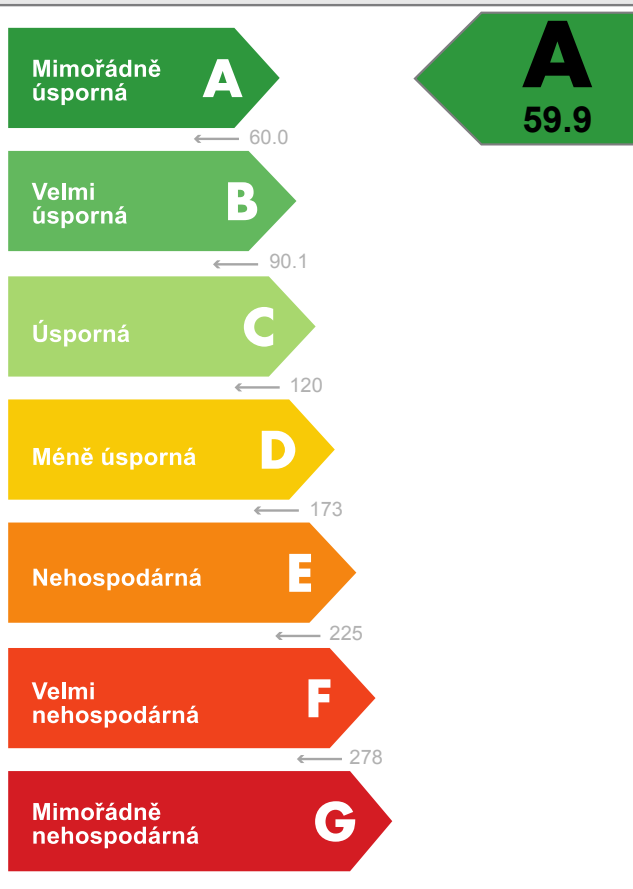 Mimořádně
úsporná
A
A
59.9
60.0
Velmi
úsporná
B
90.1
Úsporná
C
120
Méně úsporná
D
173
Nehospodárná
E
225
Velmi
nehospodárná
F
278
Mimořádně
nehospodárná
G